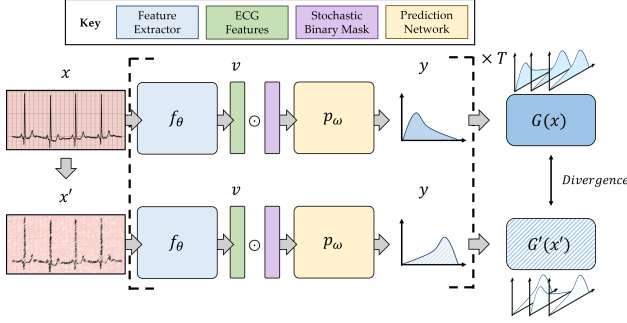 Key
Feature
Extractor
ECG
Features
Stochastic
Binary Mask
Prediction
Network
x
v
y
× T
f_θ
⊙
p_ω
G(x)
x′
v
y
Divergence
f_θ
⊙
p_ω
G′(x′)